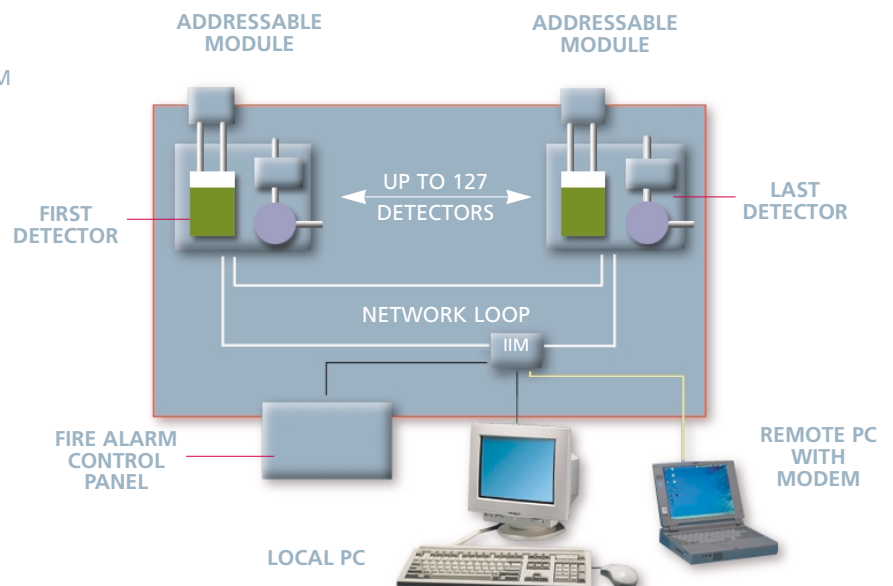 ADDRESSABLE
MODULE
ADDRESSABLE
MODULE
M
UP TO 127
DETECTORS
FIRST
DETECTOR
LAST
DETECTOR
NETWORK LOOP
IIM
FIRE ALARM
CONTROL
PANEL
REMOTE PC
WITH
MODEM
LOCAL PC